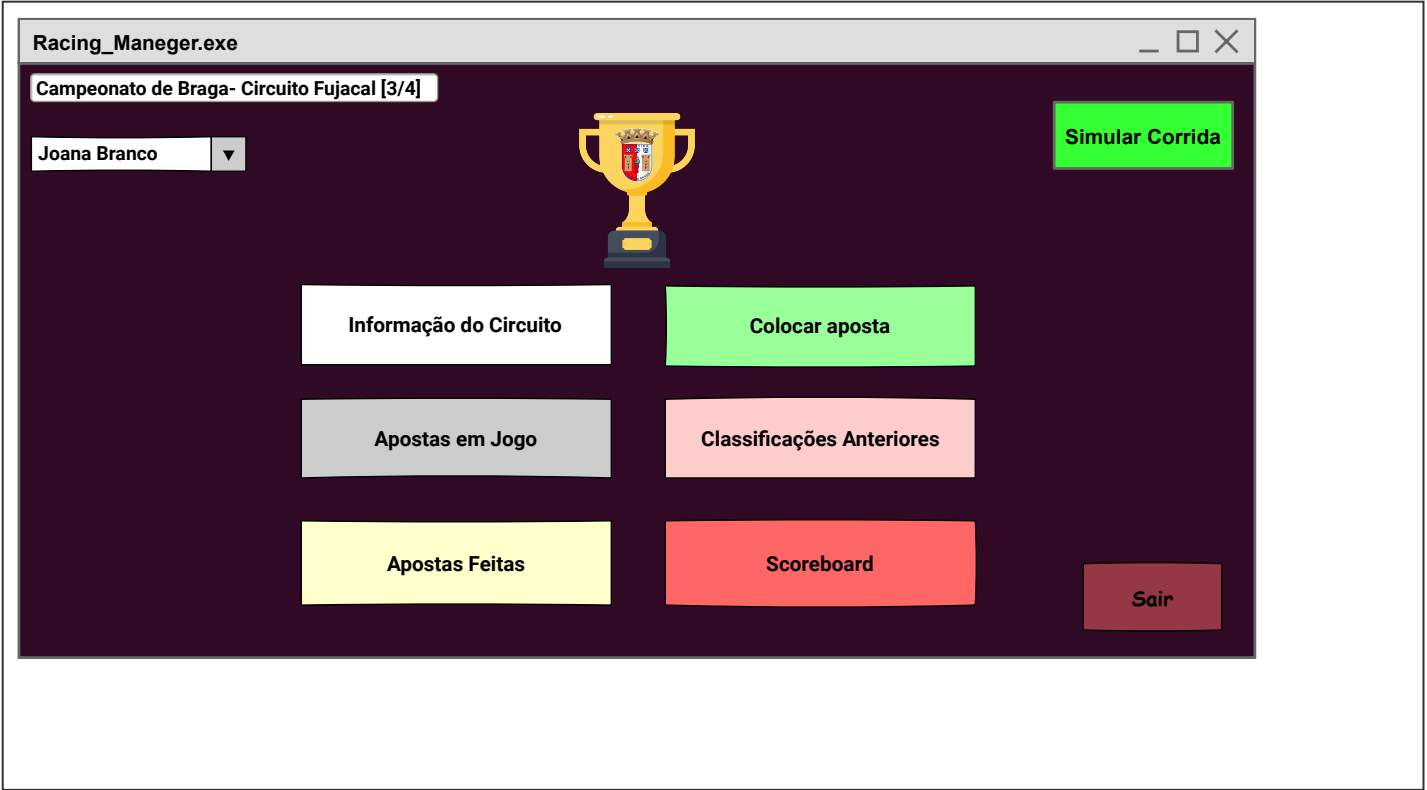 Racing_Maneger.exe
Campeonato de Braga- Circuito Fujacal [3/4]
Joana Branco
Simular Corrida
Informação do Circuito
Colocar aposta
Apostas em Jogo
Classificações Anteriores
Apostas Feitas
Scoreboard
Sair